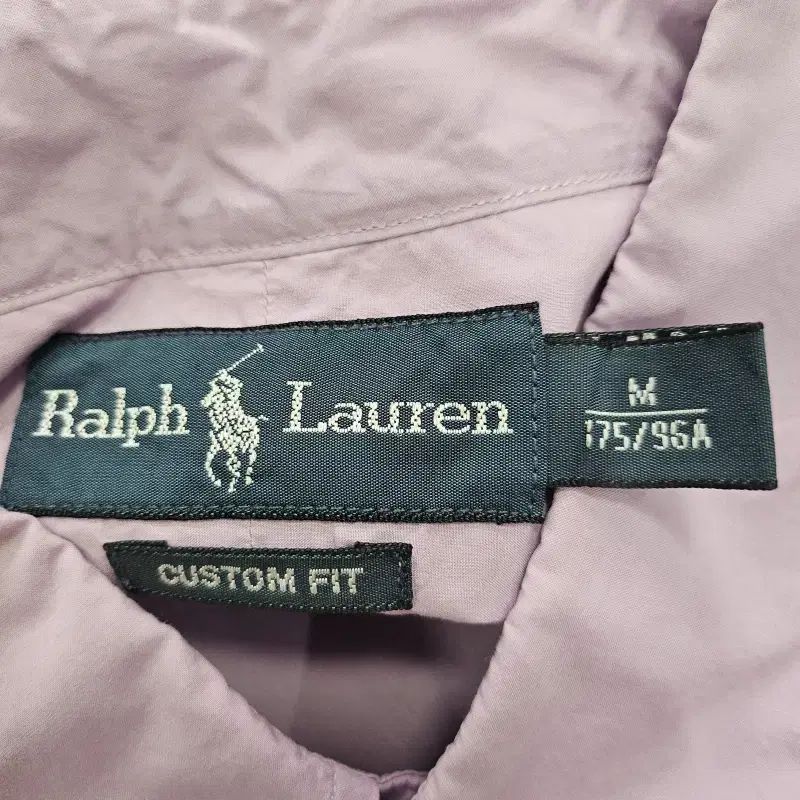 Ralph Lauren
M
175/96A
CUSTOM FIT